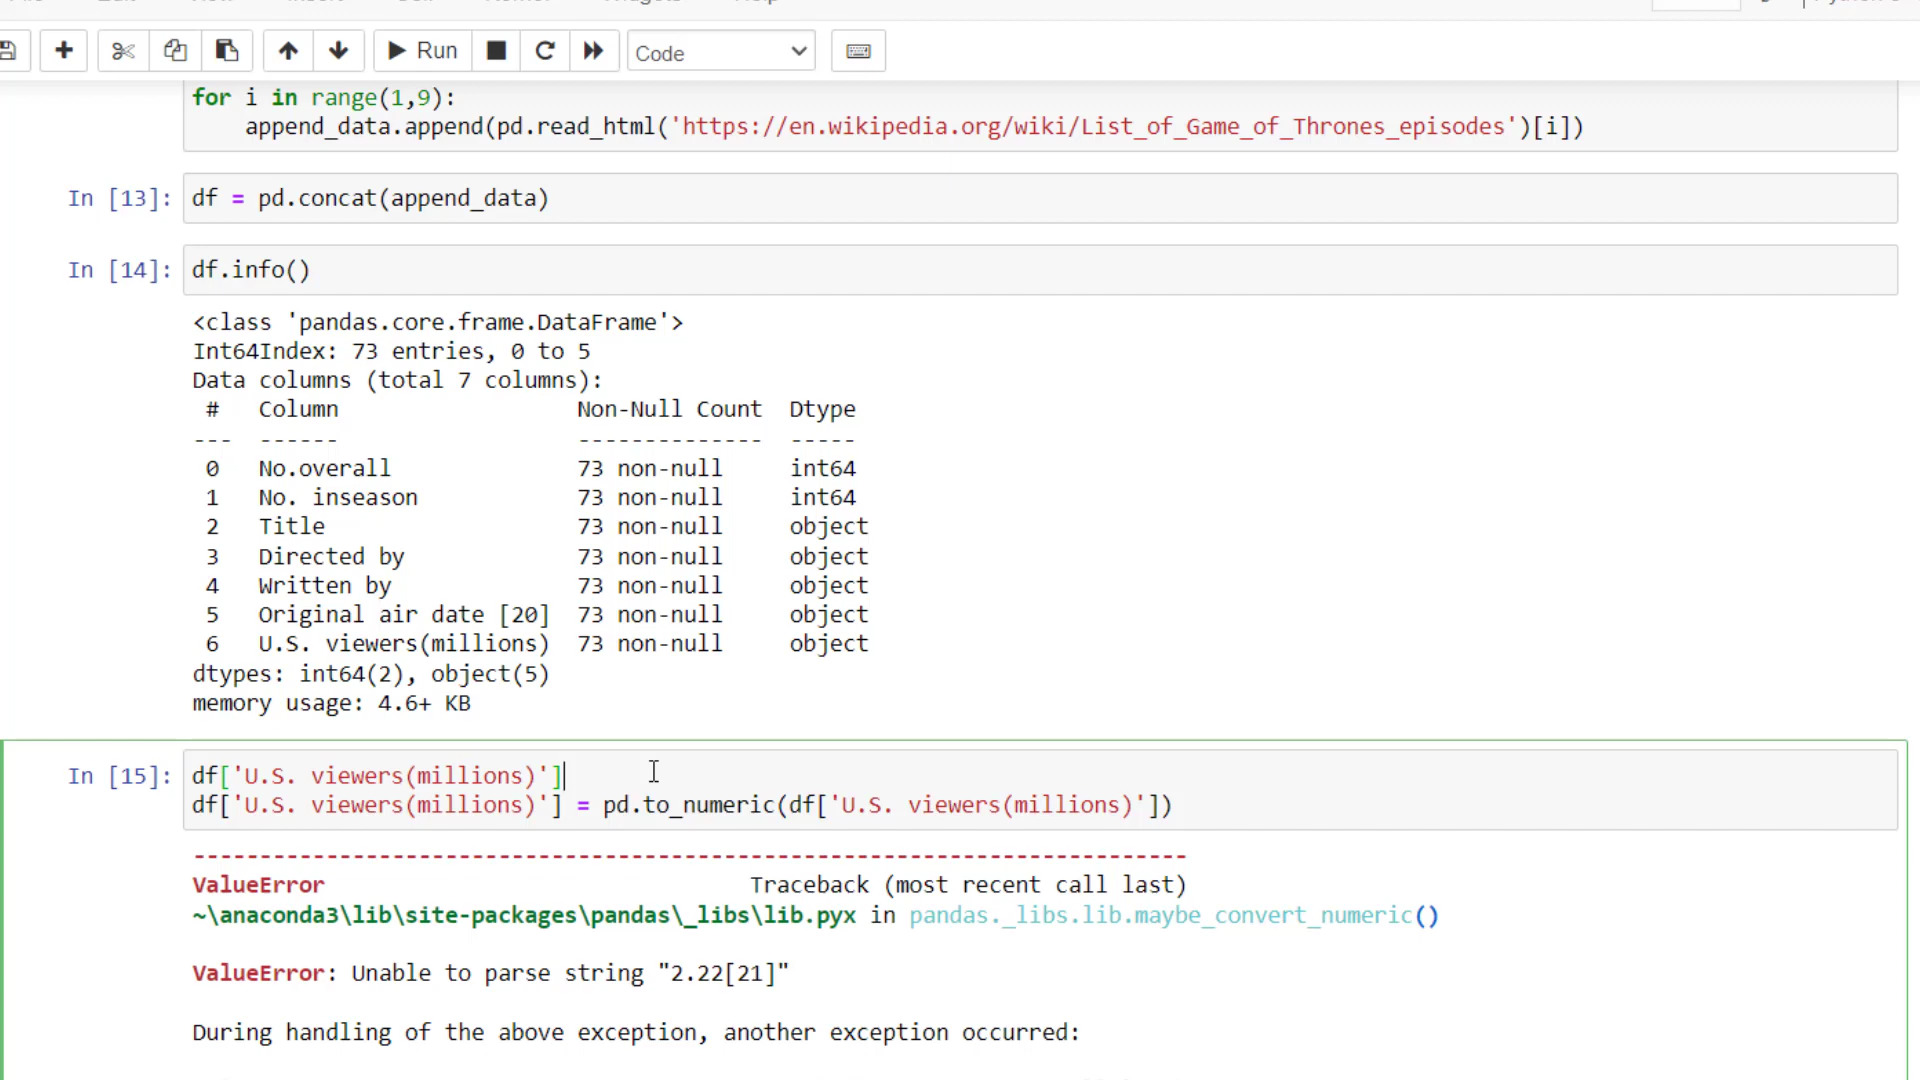 Run
Code
for i in range(1,9):
append_data.append(pd.read_html('https://en.wikipedia.org/wiki/List_of_Game_of_Thrones_episodes')[i])
In [13]: df = pd.concat(append_data)
In [14]: df.info()
<class 'pandas.core.frame.DataFrame'>
Int64Index: 73 entries, 0 to 5
Data columns (total 7 columns):
# Column Non-Null Count Dtype
--- ------ -------------- -----
0 No.overall 73 non-null int64
1 No. inseason 73 non-null int64
2 Title 73 non-null object
3 Directed by 73 non-null object
4 Written by 73 non-null object
5 Original air date [20] 73 non-null object
6 U.S. viewers(millions) 73 non-null object
dtypes: int64(2), object(5)
memory usage: 4.6+ KB
In [15]: df['U.S. viewers(millions)']
df['U.S. viewers(millions)'] = pd.to_numeric(df['U.S. viewers(millions)'])
---------------------------------------------------------------------------
ValueError Traceback (most recent call last)
~\anaconda3\lib\site-packages\pandas\_libs\lib.pyx in pandas._libs.lib.maybe_convert_numeric()
ValueError: Unable to parse string "2.22[21]"
During handling of the above exception, another exception occurred: